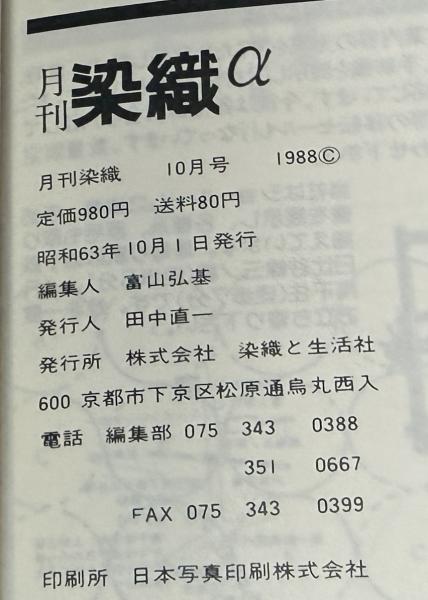 月刊染織α
月刊染織 10月号 1988©
定価980円 送料80円
昭和63年10月1日発行
編集人 富山弘基
発行人 田中直一
発行所 株式会社 染織と生活社
600 京都市下京区松原通烏丸西入
電話 編集部 075 343 0388
351 0667
FAX 075 343 0399
印刷所 日本写真印刷株式会社